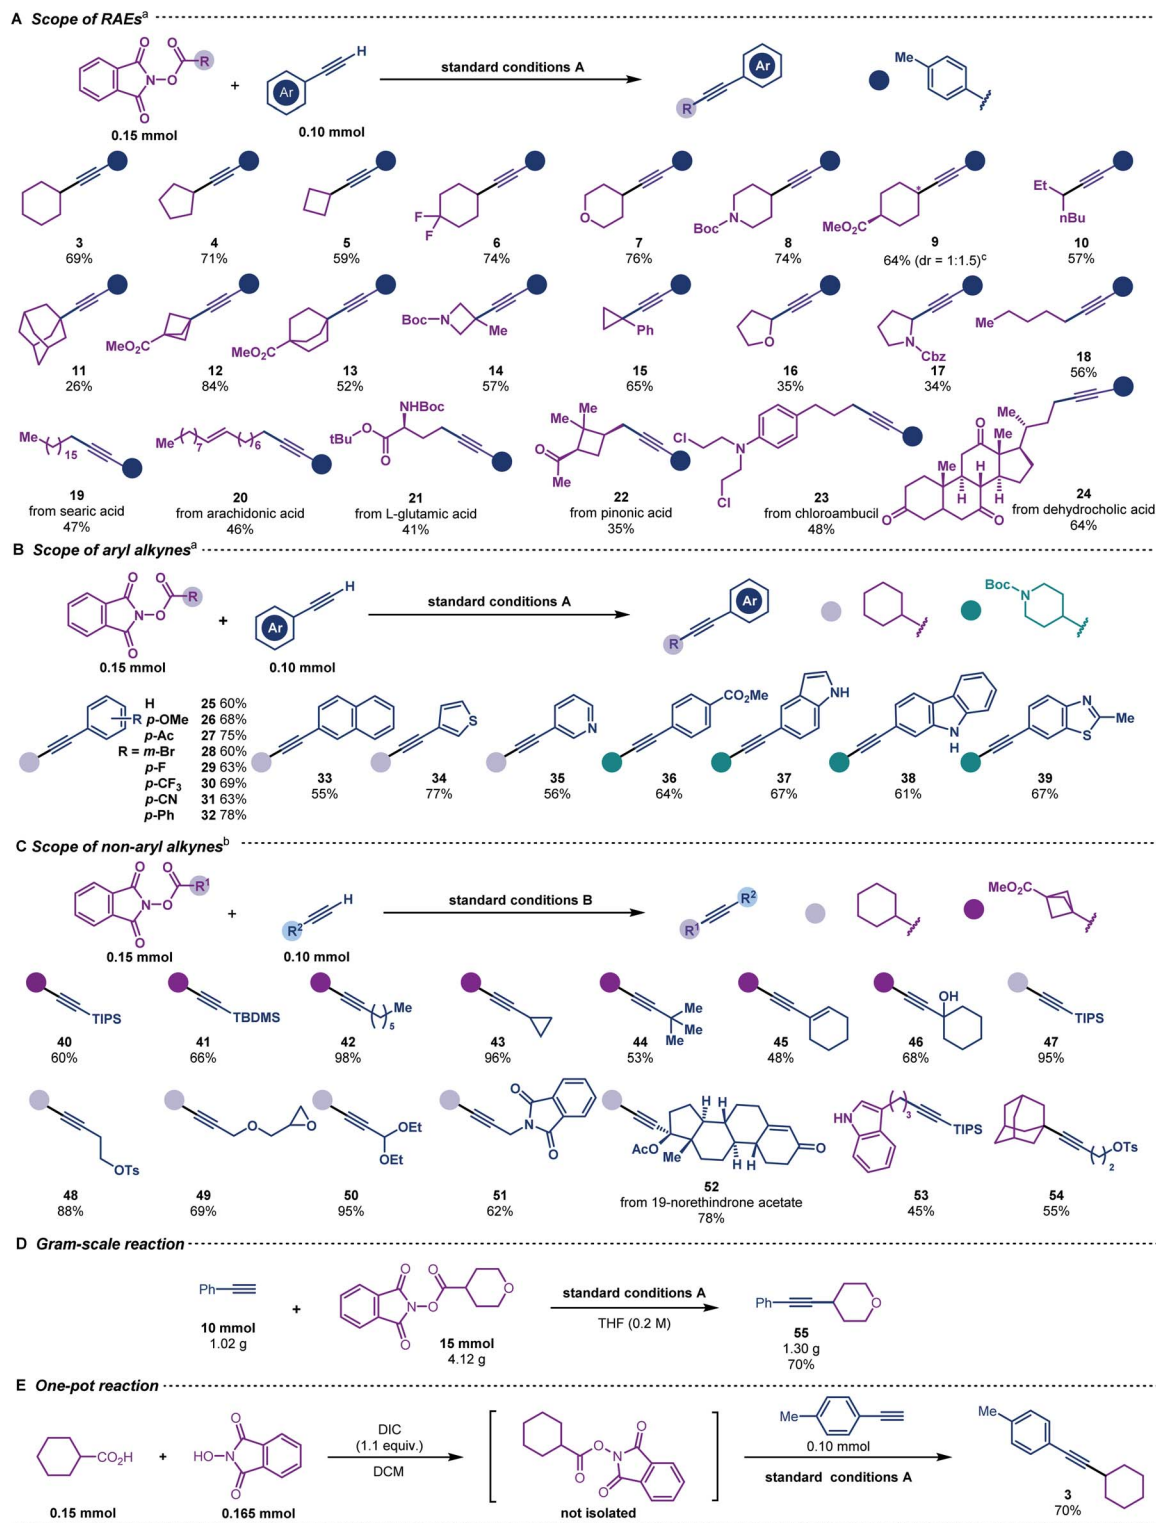 A Scope of RAEsa
O
O
R
N
O
O
+
H
Ar
standard conditions A
Ar
R
Me
0.15 mmol
0.10 mmol
F
F
O
N
Boc
MeO2C
*
Et
nBu
3 4 5 6 7 8 9 10
69% 71% 59% 74% 76% 74% 64% (dr = 1:1.5)c 57%
MeO2C
MeO2C
Boc
N
Me
Ph
O
N
Cbz
Me
11 12 13 14 15 16 17 18
26% 84% 52% 57% 65% 35% 34% 56%
Me
15
Me
7
6
NHBoc
tBuO
O
Me
Me
O
Me
Cl
N
Cl
Me
O
Me
Me
H
H
H
O
O
19 20 21 22 23 24
from searic acid from arachidonic acid from L-glutamic acid from pinonic acid from chloroambucil from dehydrocholic acid
47% 46% 41% 35% 48% 64%
B Scope of aryl alkynesa
O
O
R
N
O
O
+
H
Ar
standard conditions A
Ar
R
Boc
N
0.15 mmol
0.10 mmol
R
H 25 60%
p-OMe 26 68%
p-Ac 27 75%
R = m-Br 28 60%
p-F 29 63%
p-CF3 30 69%
p-CN 31 63%
p-Ph 32 78%
S
N
CO2Me
NH
N
H
N
S
Me
33 34 35 36 37 38 39
55% 77% 56% 64% 67% 61% 67%
C Scope of non-aryl alkynesb
O
O
R1
N
O
O
+
H
R2
standard conditions B
R2
R1
MeO2C
0.15 mmol
0.10 mmol
TIPS
TBDMS
Me
5
Me
Me
Me
OH
TIPS
40 41 42 43 44 45 46 47
60% 66% 98% 96% 53% 48% 68% 95%
OTs
O
O
OEt
OEt
O
N
O
AcO
Me
H
H
H
H
O
HN
3
TIPS
OTs
2
48 49 50 51 52 53 54
from 19-norethindrone acetate
88% 69% 95% 62% 78% 45% 55%
D Gram-scale reaction
Ph
+
O
O
N
O
O
O
standard conditions A
THF (0.2 M)
Ph
O
10 mmol
1.02 g
15 mmol
4.12 g
55
1.30 g
70%
E One-pot reaction
CO2H
+
O
HO
N
O
DIC
(1.1 equiv.)
DCM
O
O
N
O
O
not isolated
Me
0.10 mmol
standard conditions A
Me
0.15 mmol
0.165 mmol
3
70%